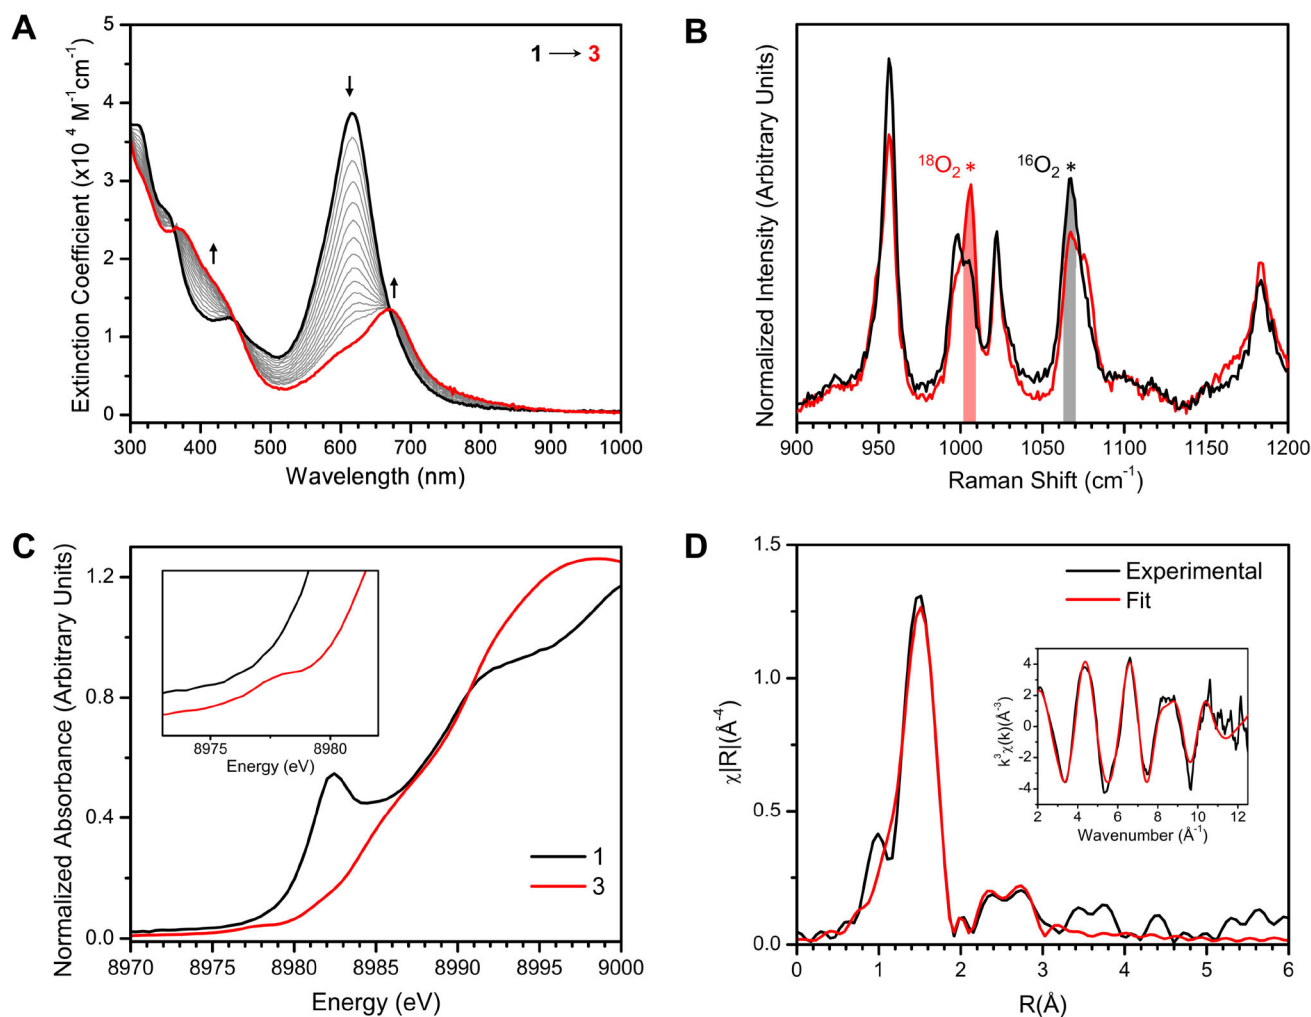 A
Extinction Coefficient (x10 ⁴ M⁻¹cm⁻¹)
5
4
3
2
1
0
1 → 3
300 400 500 600 700 800 900 1000
Wavelength (nm)
B
Normalized Intensity (Arbitrary Units)
¹⁸O₂ * ¹⁶O₂ *
900 950 1000 1050 1100 1150 1200
Raman Shift (cm⁻¹)
C
Normalized Absorbance (Arbitrary Units)
1.2
0.8
0.4
0.0
8975 8980
Energy (eV)
1
3
8970 8975 8980 8985 8990 8995 9000
Energy (eV)
D
χ|R|(Å⁻⁴)
1.5
1.0
0.5
0.0
Experimental
Fit
k³χ(k)(Å⁻³)
4
2
0
-2
-4
2 4 6 8 10 12
Wavenumber (Å⁻¹)
0 1 2 3 4 5 6
R(Å)